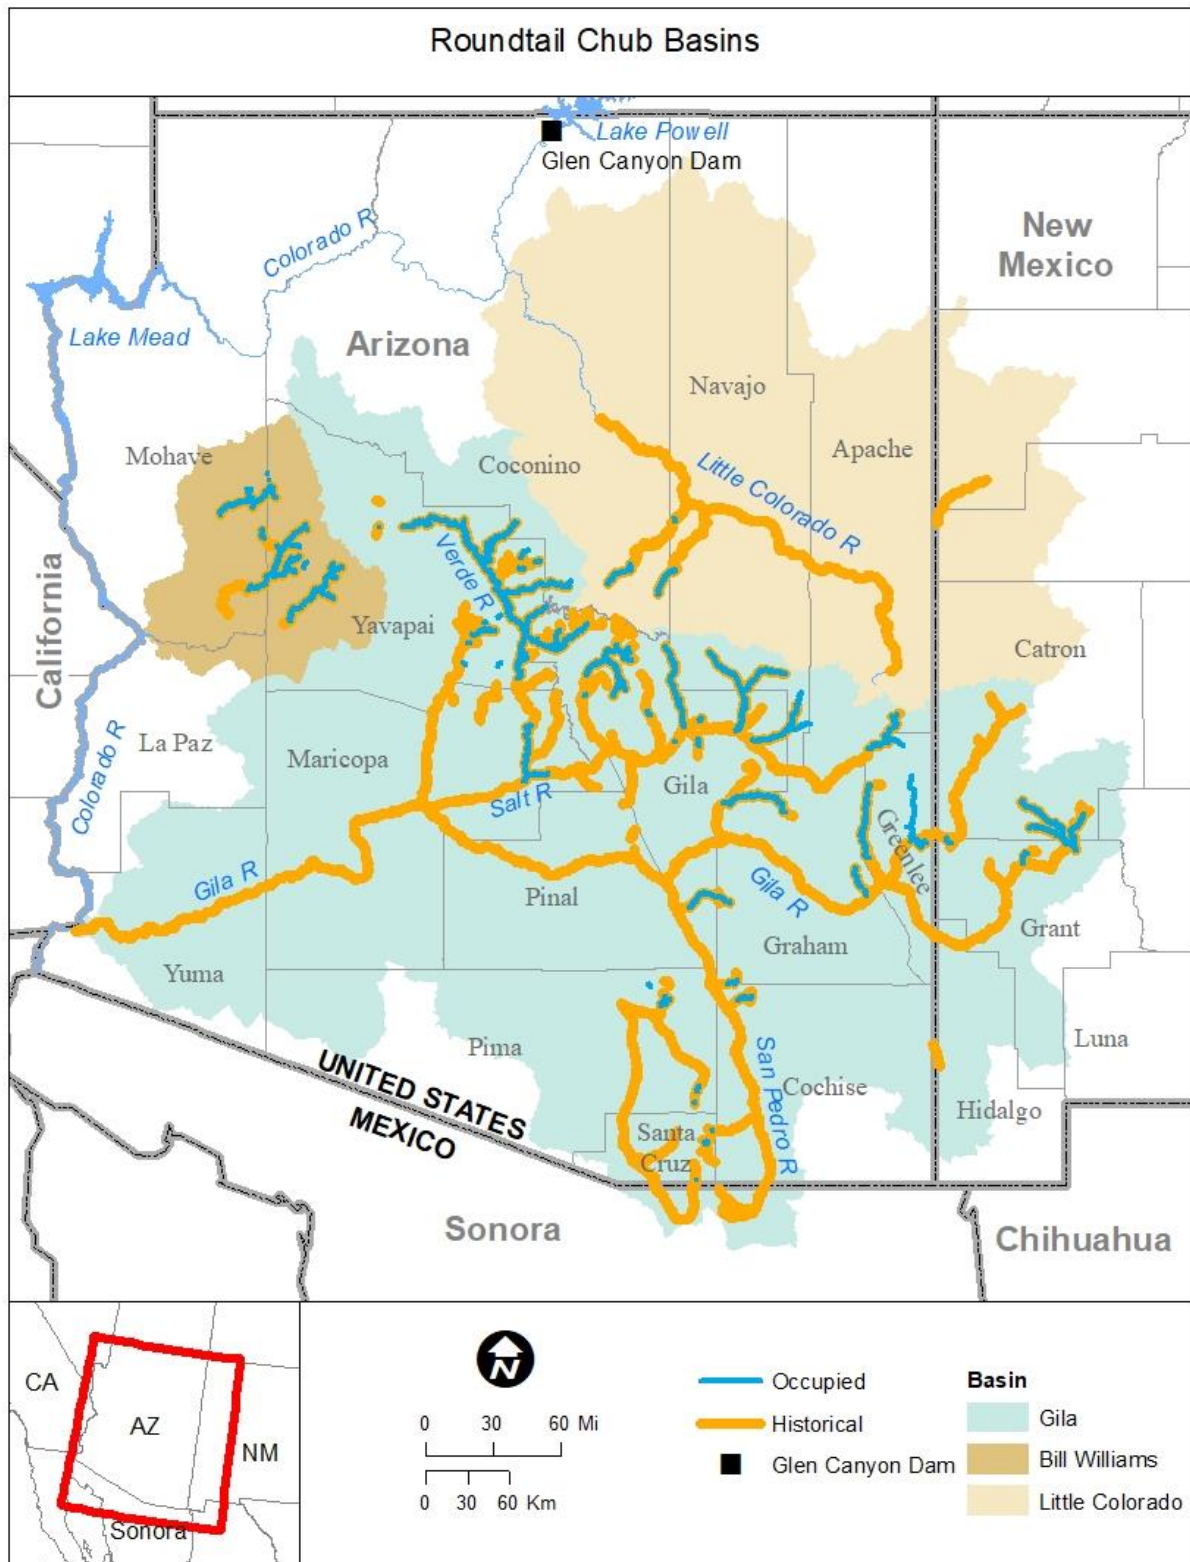 Roundtail Chub Basins
Lake Powell
Glen Canyon Dam
New
Mexico
Colorado R
Lake Mead
Arizona
Navajo
Mohave
Coconino
Apache
Little Colorado R
California
Verde R
Yavapai
Catron
La Paz
Maricopa
Colorado R
Salt R
Gila
Greenlee
Gila R
Gila R
Pinal
Grant
Graham
Yuma
Pima
San Pedro R
Luna
Cochise
Hidalgo
UNITED STATES
MEXICO
Santa
Cruz
Sonora
Chihuahua
CA
AZ
NM
Sonora
N
0 30 60 Mi
0 30 60 Km
Occupied
Historical
Glen Canyon Dam
Basin
Gila
Bill Williams
Little Colorado